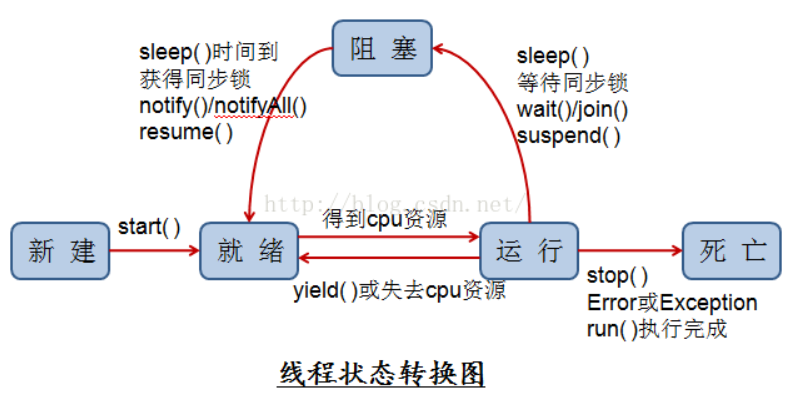 阻 塞
sleep( )时间到
获得同步锁
notify()/notifyAll()
resume( )
sleep( )
等待同步锁
wait()/join()
suspend( )
http://blog.csdn.net/
新 建
start( )
就 绪
得到cpu资源
yield( )或失去cpu资源
运 行
stop( )
Error或Exception
run( )执行完成
死 亡
线程状态转换图